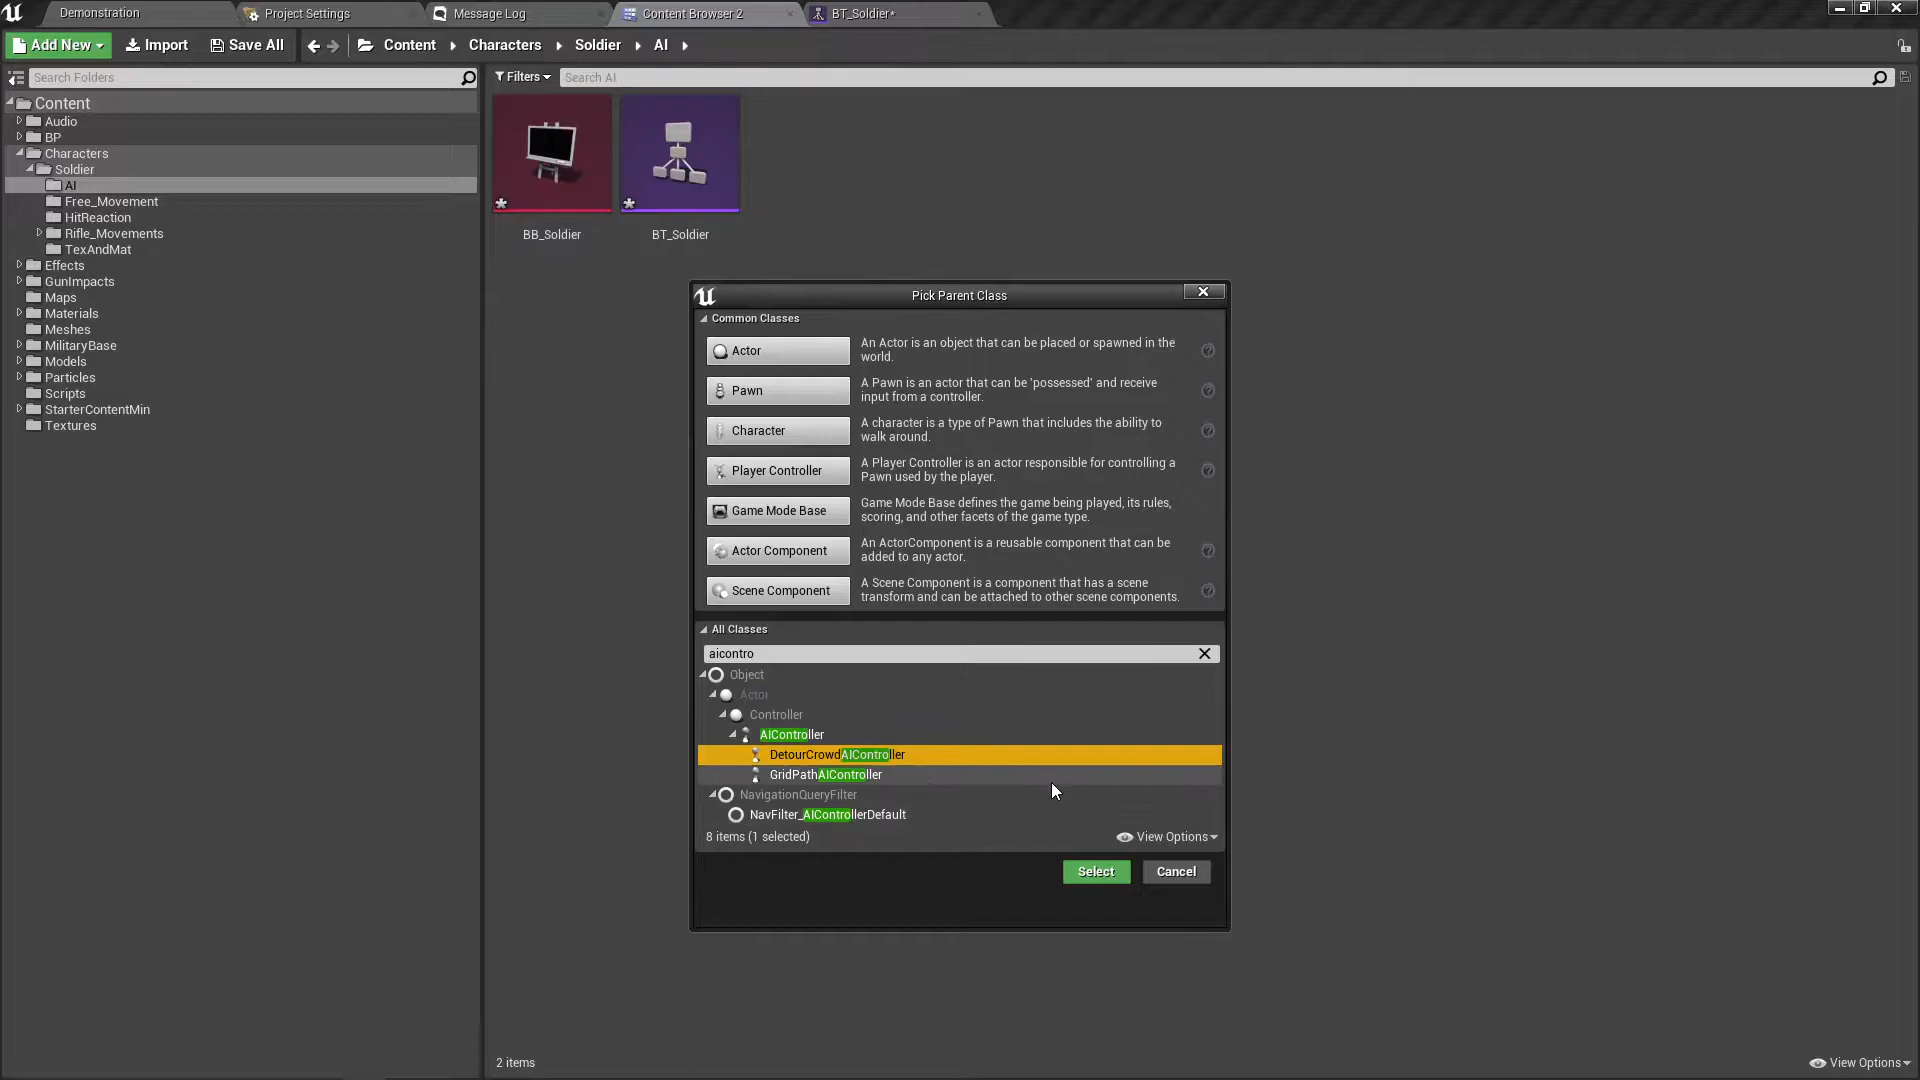 Demonstration
Project Settings
Message Log
Content Browser 2
BT_Soldier*
Add New
Import
Save All
Content
Characters
Soldier
AI
Search Folders
Filters
Search AI
Content
Audio
BP
Characters
Soldier
AI
Free_Movement
HitReaction
Rifle_Movements
TexAndMat
Effects
GunImpacts
Maps
Materials
Meshes
MilitaryBase
Models
Particles
Scripts
StarterContentMin
Textures
BB_Soldier
BT_Soldier
Pick Parent Class
Common Classes
Actor
An Actor is an object that can be placed or spawned in the
world.
Pawn
A Pawn is an actor that can be 'possessed' and receive
input from a controller.
Character
A character is a type of Pawn that includes the ability to
walk around.
Player Controller
A Player Controller is an actor responsible for controlling a
Pawn used by the player.
Game Mode Base
Game Mode Base defines the game being played, its rules,
scoring, and other facets of the game type.
Actor Component
An ActorComponent is a reusable component that can be
added to any actor.
Scene Component
A Scene Component is a component that has a scene
transform and can be attached to other scene components.
All Classes
aicontro
Object
Actor
Controller
AIController
DetourCrowdAIController
GridPathAIController
NavigationQueryFilter
NavFilter_AIControllerDefault
8 items (1 selected)
View Options
Select
Cancel
2 items
View Options